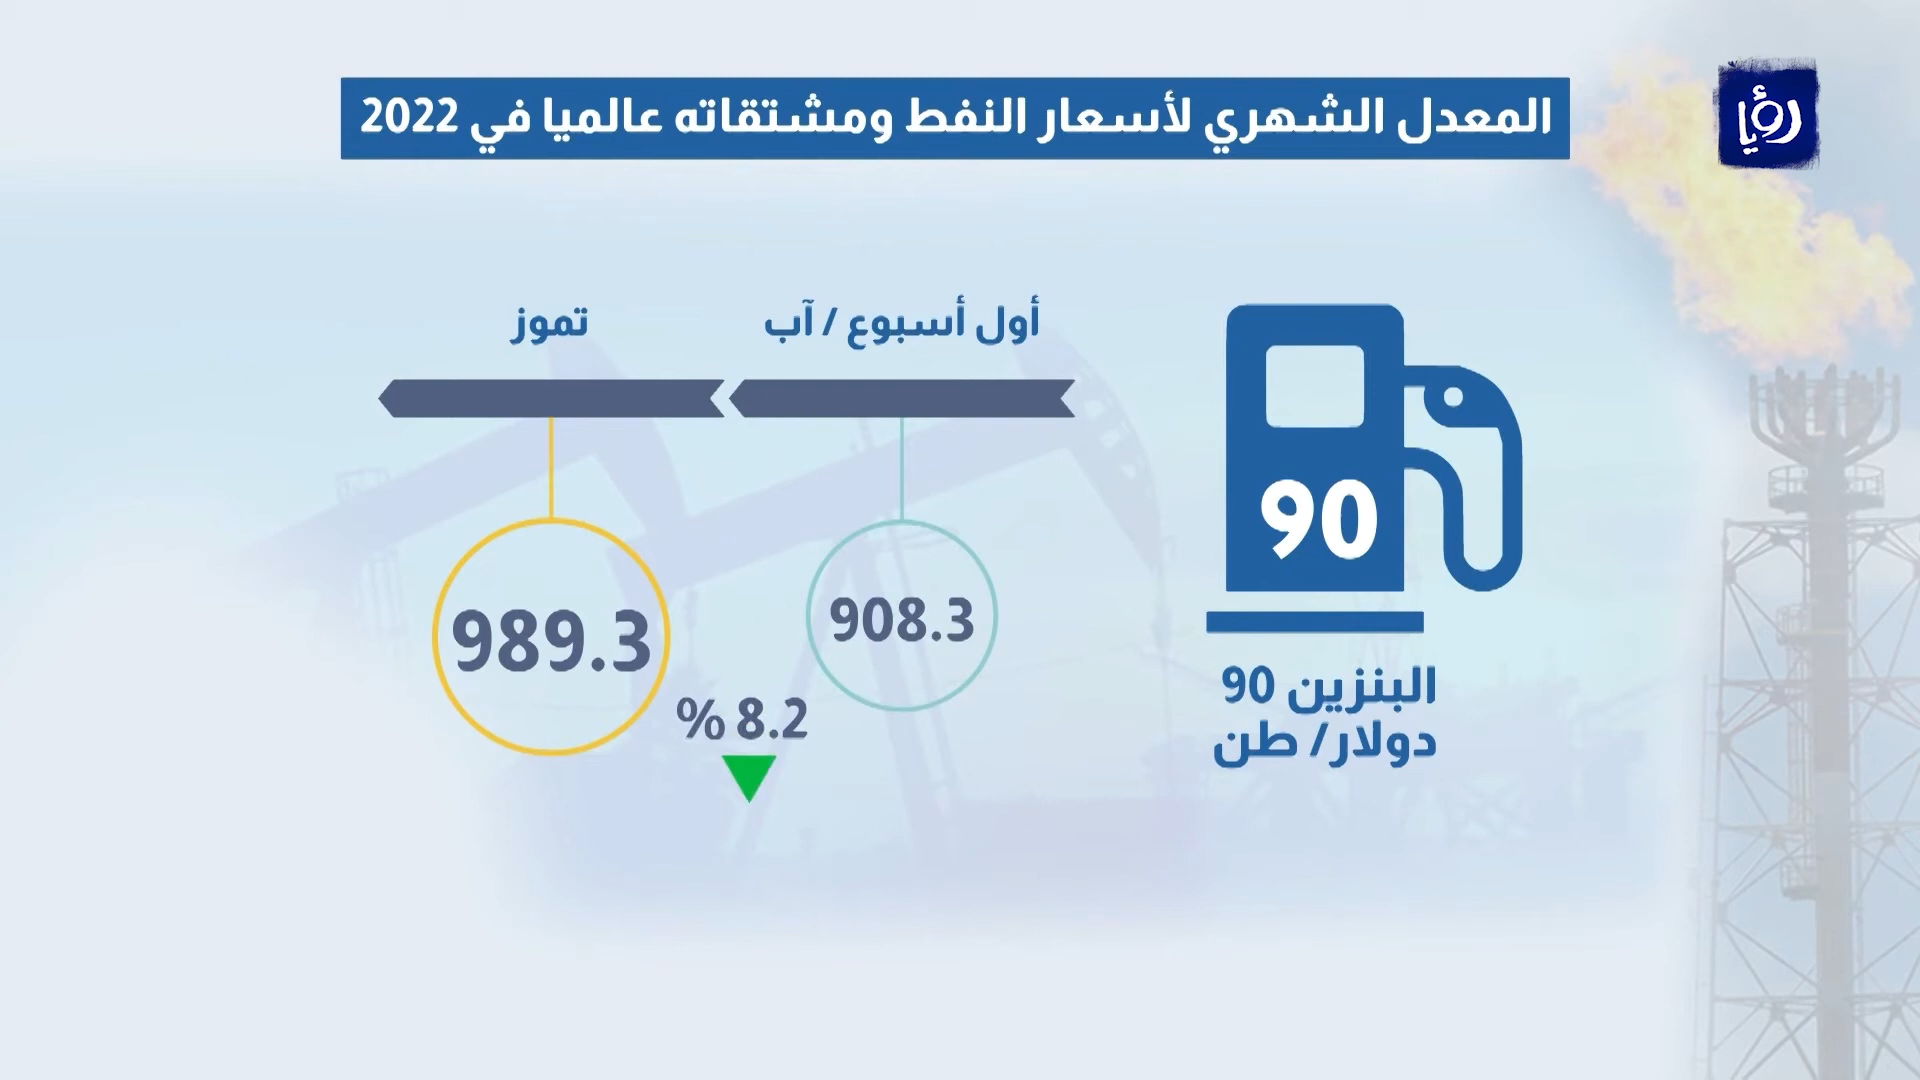 المعدل الشهري لأسعار النفط ومشتقاته عالميا في 2022
رؤيا
أول أسبوع / آب
تموز
90
908.3
989.3
% 8.2
البنزين 90
دولار/ طن